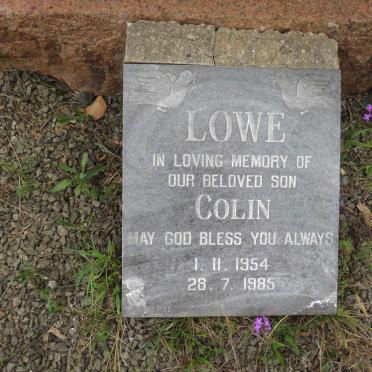 LOWE
IN LOVING MEMORY OF
OUR BELOVED SON
COLIN
MAY GOD BLESS YOU ALWAYS
1. 11. 1954
28. 7. 1985